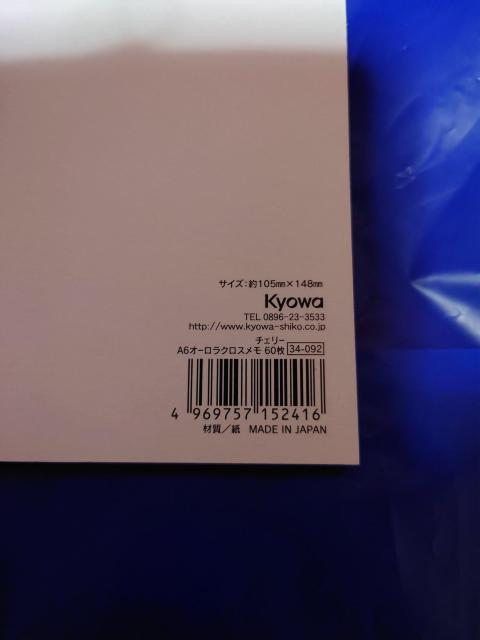 サイズ:約105mm×148mm
Kyowa
TEL 0896-23-3533
http://www.kyowa-shiko.co.jp
チェリー
A6オーロラクロスメモ 60枚 34-092
4 969757 152416
材質/紙 MADE IN JAPAN